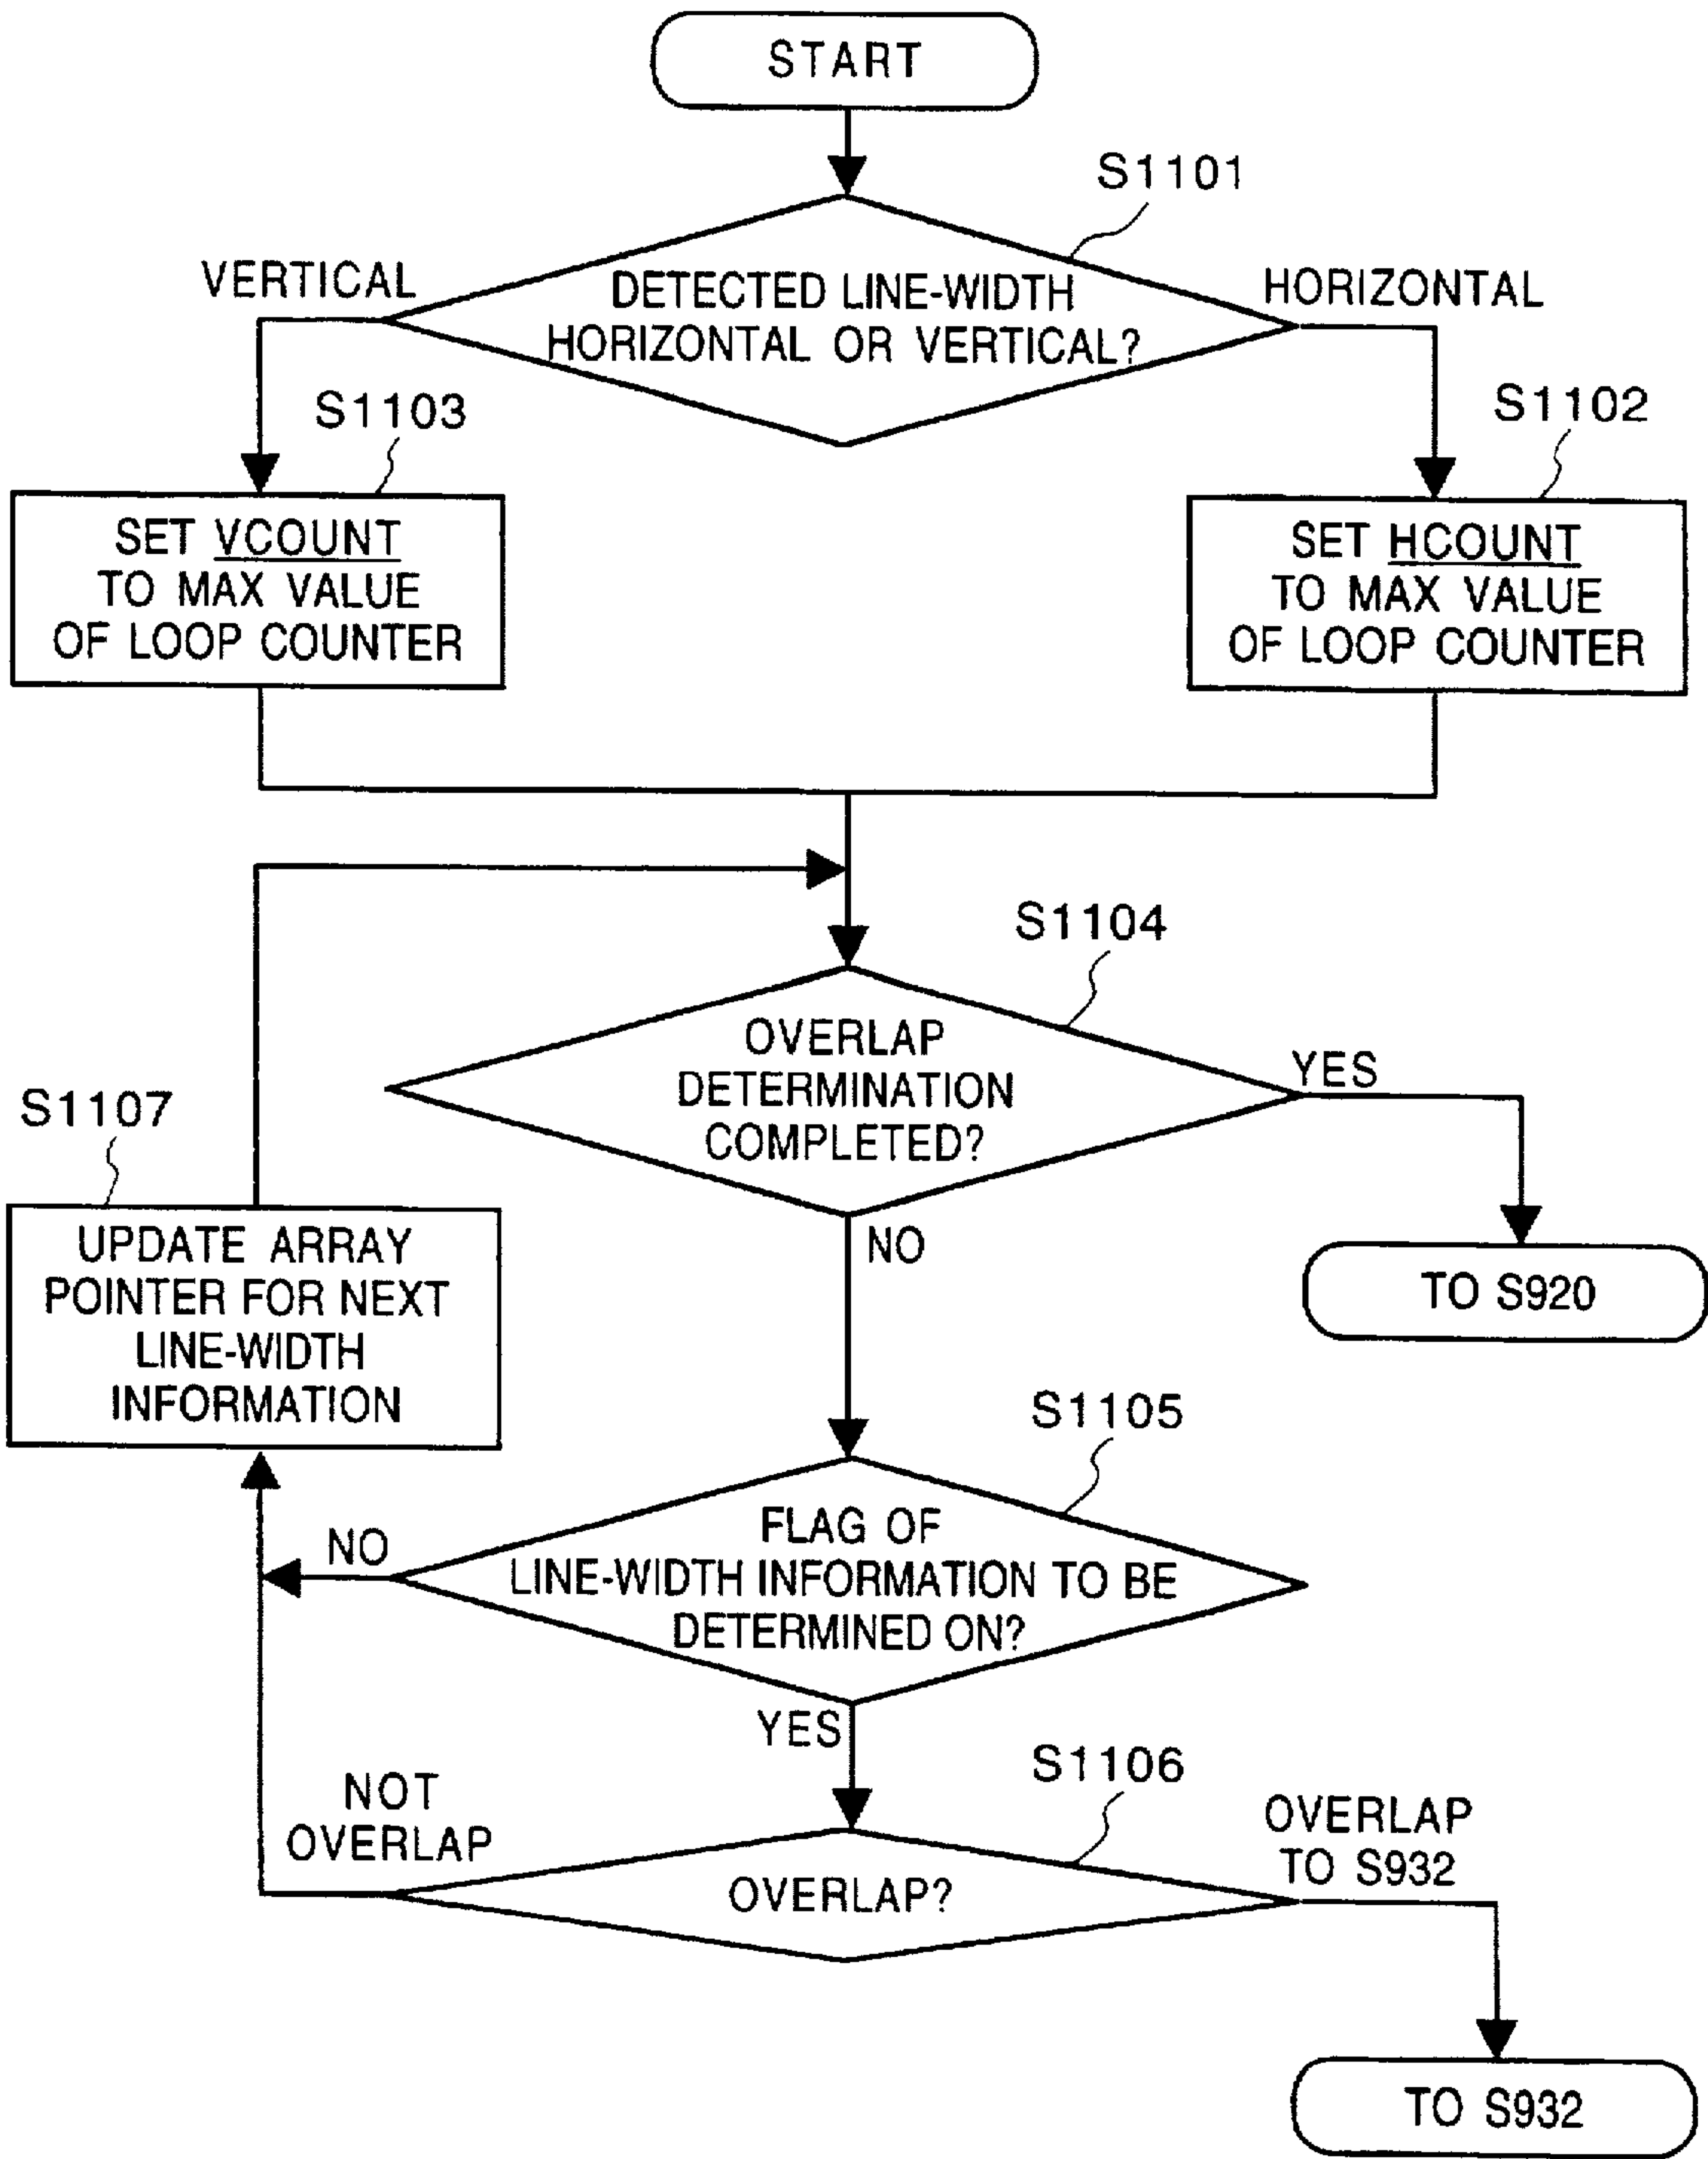 START
S1101
VERTICAL
DETECTED LINE-WIDTH
HORIZONTAL OR VERTICAL?
HORIZONTAL
S1103
S1102
SET VCOUNT
TO MAX VALUE
OF LOOP COUNTER
SET HCOUNT
TO MAX VALUE
OF LOOP COUNTER
S1104
OVERLAP
DETERMINATION
COMPLETED?
YES
NO
TO S920
S1107
UPDATE ARRAY
POINTER FOR NEXT
LINE-WIDTH
INFORMATION
S1105
FLAG OF
LINE-WIDTH INFORMATION TO BE
DETERMINED ON?
NO
YES
S1106
NOT
OVERLAP
OVERLAP?
OVERLAP
TO S932
TO S932